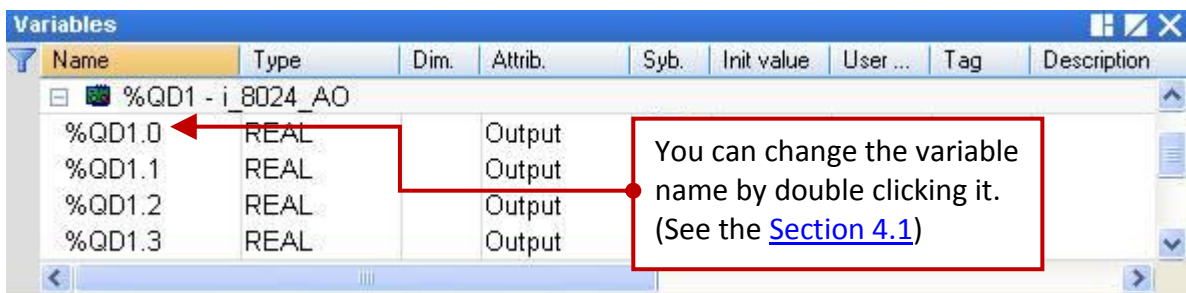 Variables
Name Type Dim. Attrib. Syb. Init value User ... Tag Description
%QD1 - i_8024_AO
%QD1.0 REAL Output
%QD1.1 REAL Output
%QD1.2 REAL Output
%QD1.3 REAL Output
You can change the variable
name by double clicking it.
(See the Section 4.1)